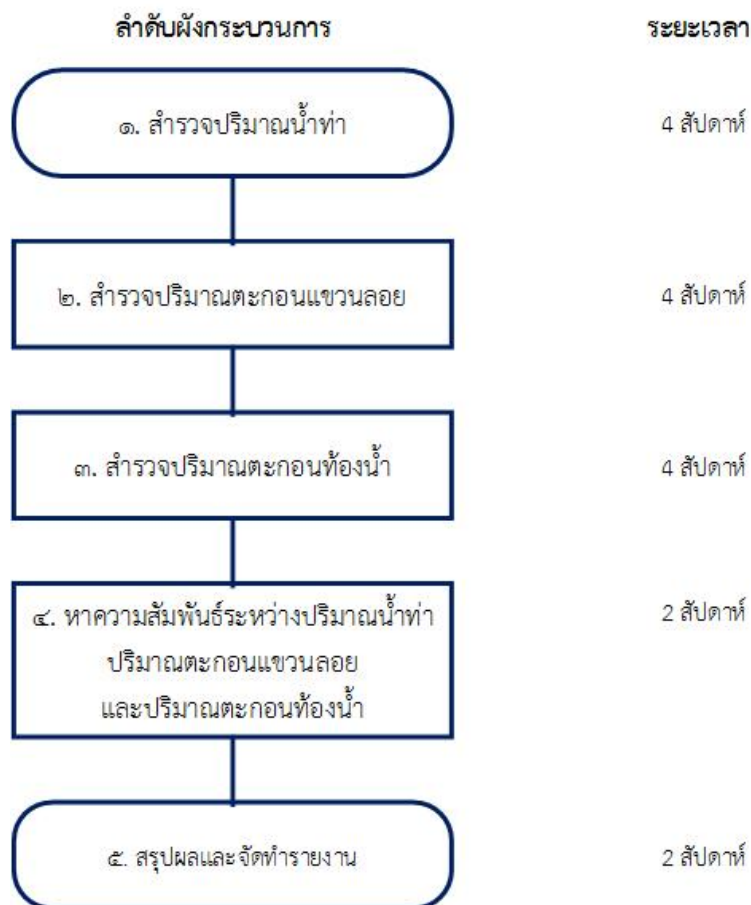 ลำดับผังกระบวนการ ระยะเวลา
๑. สำรวจปริมาณน้ำท่า 4 สัปดาห์
๒. สำรวจปริมาณตะกอนแขวนลอย 4 สัปดาห์
๓. สำรวจปริมาณตะกอนท้องน้ำ 4 สัปดาห์
๔. หาความสัมพันธ์ระหว่างปริมาณน้ำท่า 2 สัปดาห์
ปริมาณตะกอนแขวนลอย
และปริมาณตะกอนท้องน้ำ
๕. สรุปผลและจัดทำรายงาน 2 สัปดาห์